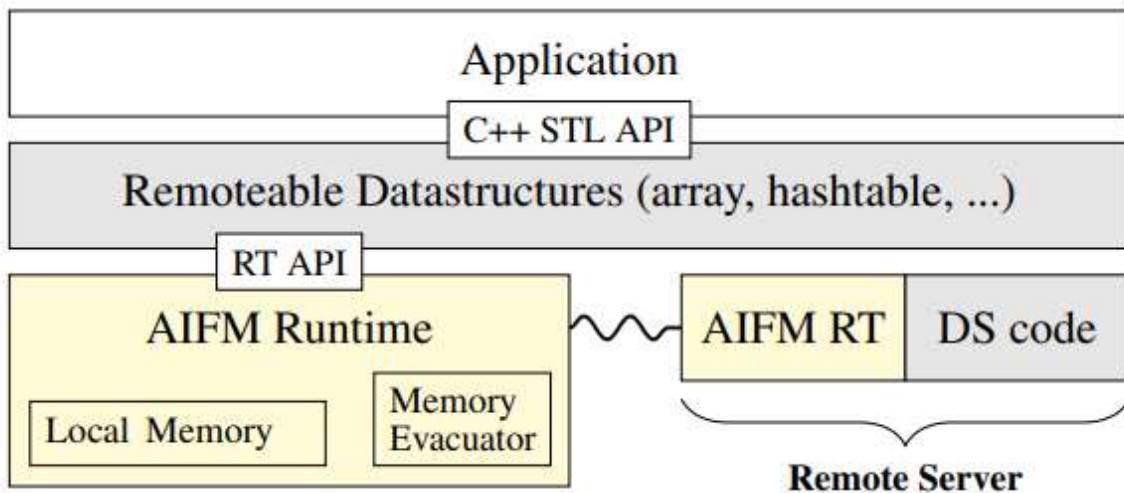 Application
C++ STL API
Remoteable Datastructures (array, hashtable, ...)
RT API
AIFM Runtime
AIFM RT
DS code
Local Memory
Memory
Evacuator
Remote Server